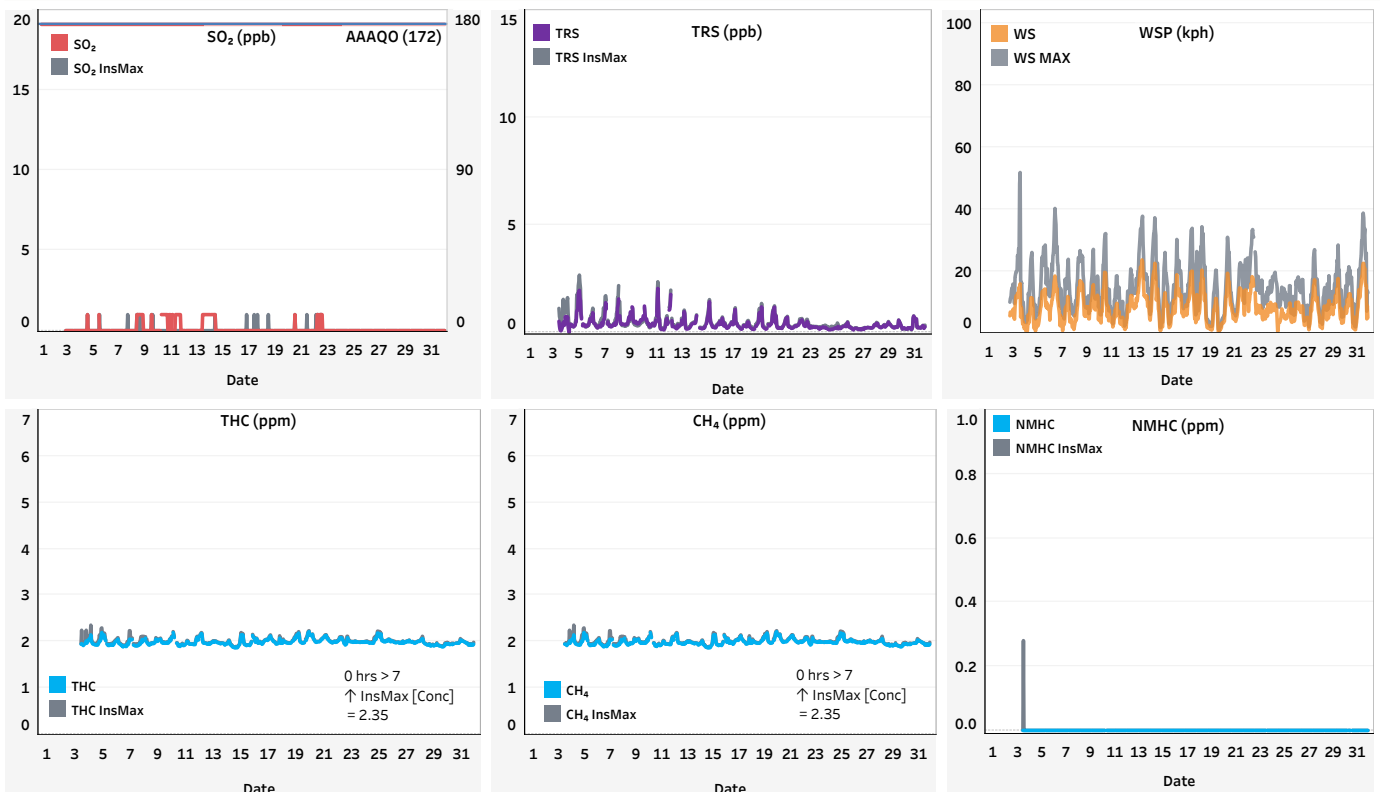 SO₂ (ppb)
AAAQO (172)
SO₂
SO₂ InsMax
20
15
10
5
0
180
90
0
1 3 5 7 9 11 13 15 17 19 21 23 25 27 29 31
Date
TRS (ppb)
TRS
TRS InsMax
15
10
5
0
1 3 5 7 9 11 13 15 17 19 21 23 25 27 29 31
Date
WSP (kph)
WS
WS MAX
100
80
60
40
20
0
1 3 5 7 9 11 13 15 17 19 21 23 25 27 29 31
Date
THC (ppm)
7
6
5
4
3
2
1
0
THC
THC InsMax
0 hrs > 7
↑ InsMax [Conc]
= 2.35
1 3 5 7 9 11 13 15 17 19 21 23 25 27 29 31
Date
CH₄ (ppm)
7
6
5
4
3
2
1
0
CH₄
CH₄ InsMax
0 hrs > 7
↑ InsMax [Conc]
= 2.35
1 3 5 7 9 11 13 15 17 19 21 23 25 27 29 31
Date
NMHC (ppm)
NMHC
NMHC InsMax
1.0
0.8
0.6
0.4
0.2
0.0
1 3 5 7 9 11 13 15 17 19 21 23 25 27 29 31
Date